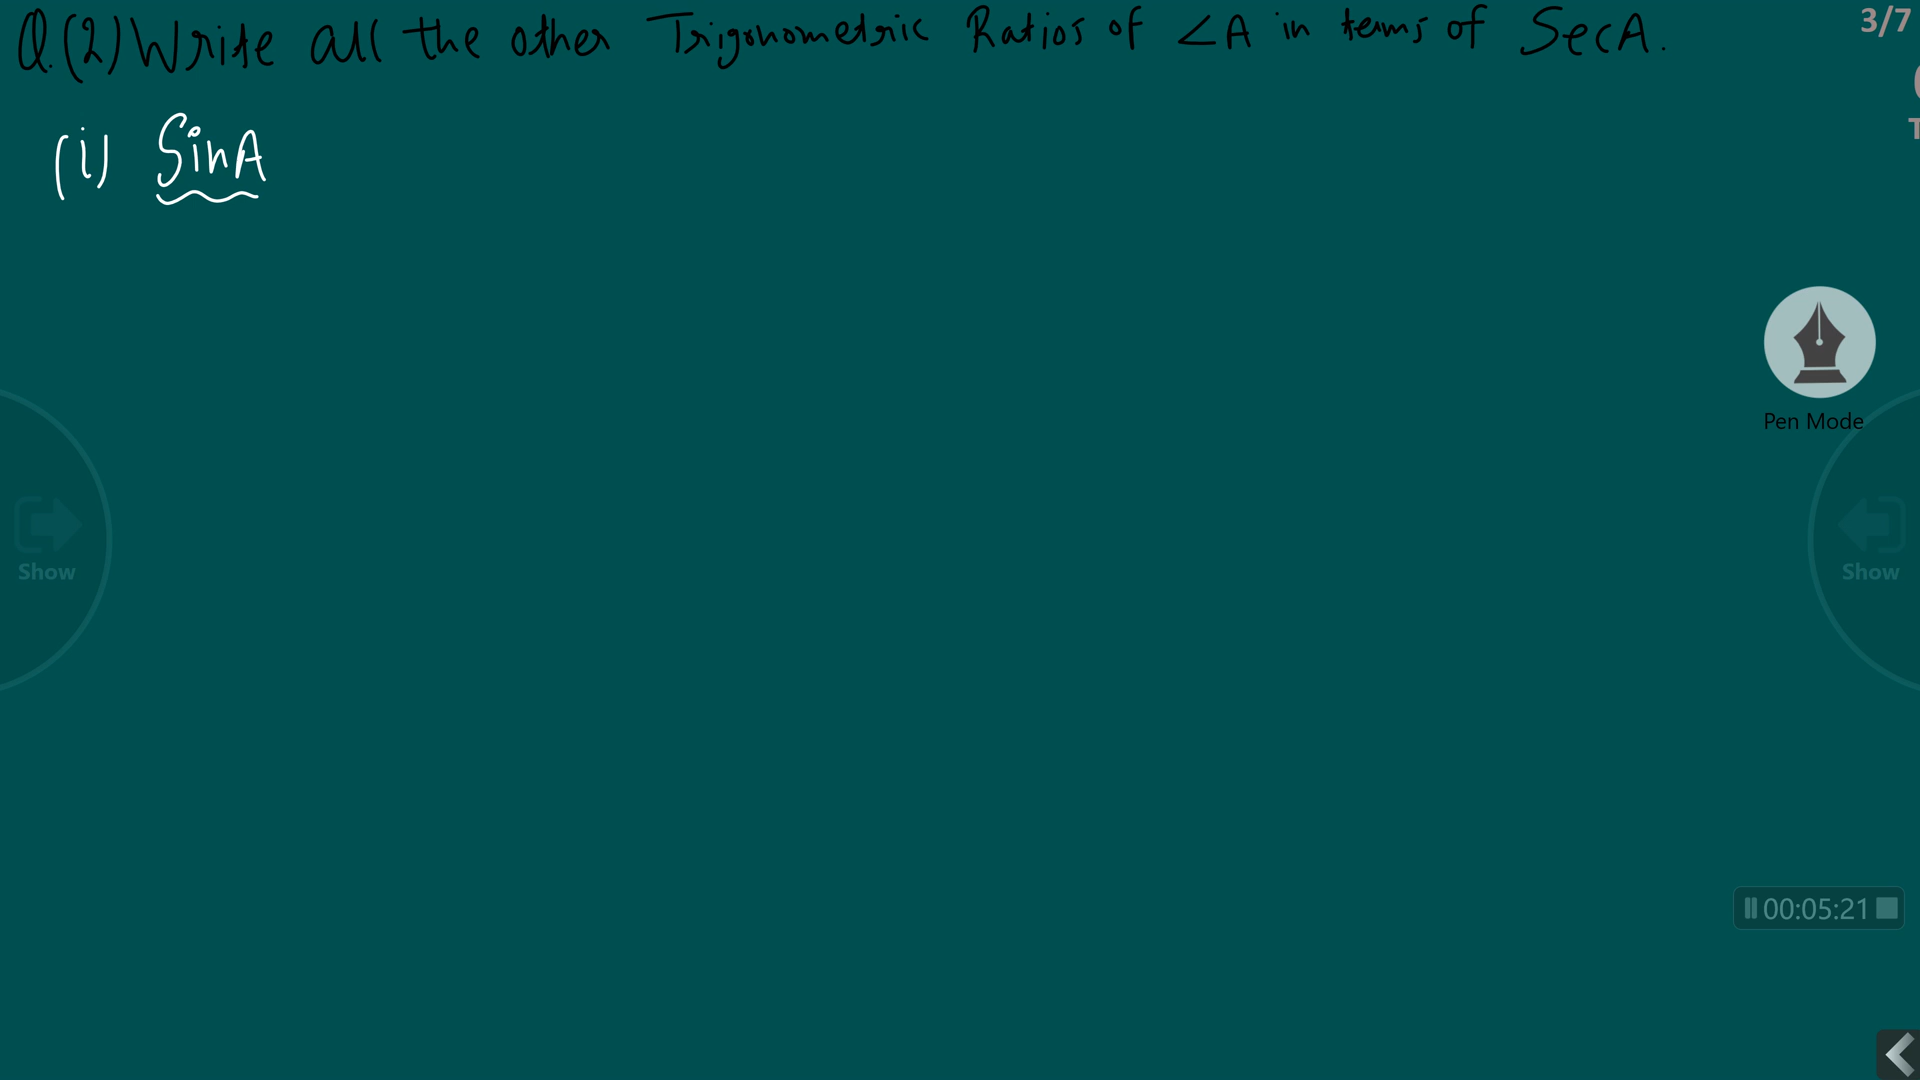 Q.(2) Write all the other Trigonometric Ratios of ∠A in terms of SecA.
3/7
(i) SinA
Pen Mode
Show
Show
00:05:21